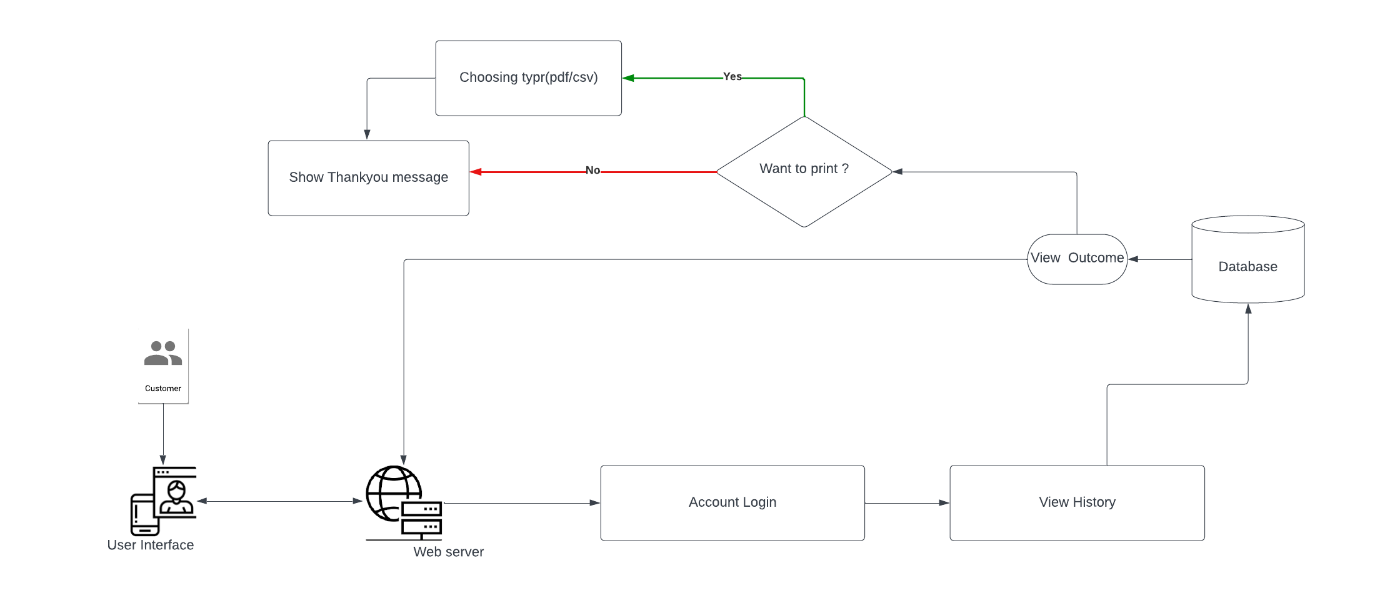 Choosing typr(pdf/csv)
Yes
Show Thankyou message
No
Want to print ?
View  Outcome
Database
Customer
User Interface
Web server
Account Login
View History